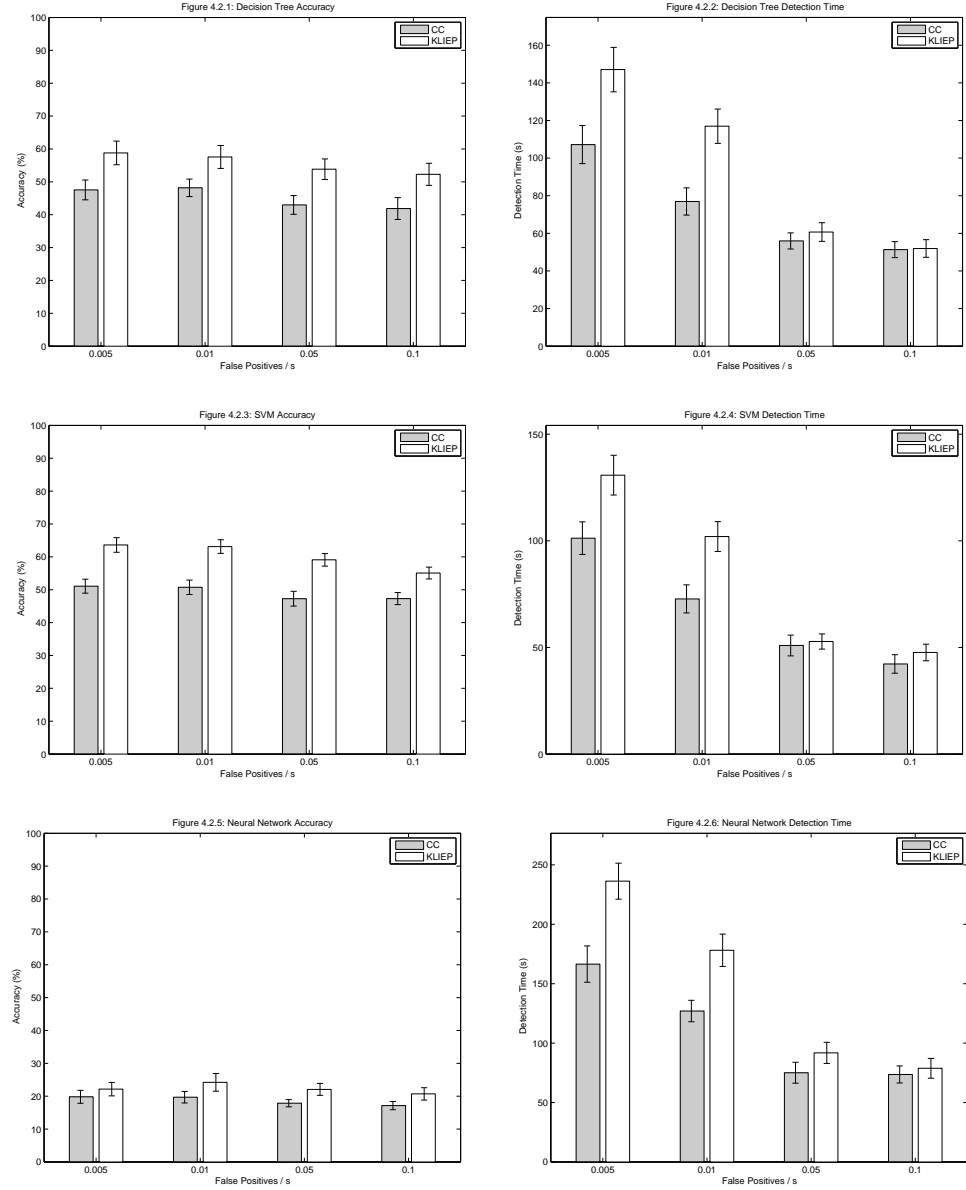 Figure 4.2.1: Decision Tree Accuracy
100
90
80
70
60
50
40
30
20
10
0
Accuracy (%)
0.005 0.01 0.05 0.1
False Positives / s
CC
KLIEP
Figure 4.2.2: Decision Tree Detection Time
160
140
120
100
80
60
40
20
0
Detection Time (s)
0.005 0.01 0.05 0.1
False Positives / s
CC
KLIEP
Figure 4.2.3: SVM Accuracy
100
90
80
70
60
50
40
30
20
10
0
Accuracy (%)
0.005 0.01 0.05 0.1
False Positives / s
CC
KLIEP
Figure 4.2.4: SVM Detection Time
150
100
50
0
Detection Time (s)
0.005 0.01 0.05 0.1
False Positives / s
CC
KLIEP
Figure 4.2.5: Neural Network Accuracy
100
90
80
70
60
50
40
30
20
10
0
Accuracy (%)
0.005 0.01 0.05 0.1
False Positives / s
CC
KLIEP
Figure 4.2.6: Neural Network Detection Time
250
200
150
100
50
0
Detection Time (s)
0.005 0.01 0.05 0.1
False Positives / s
CC
KLIEP